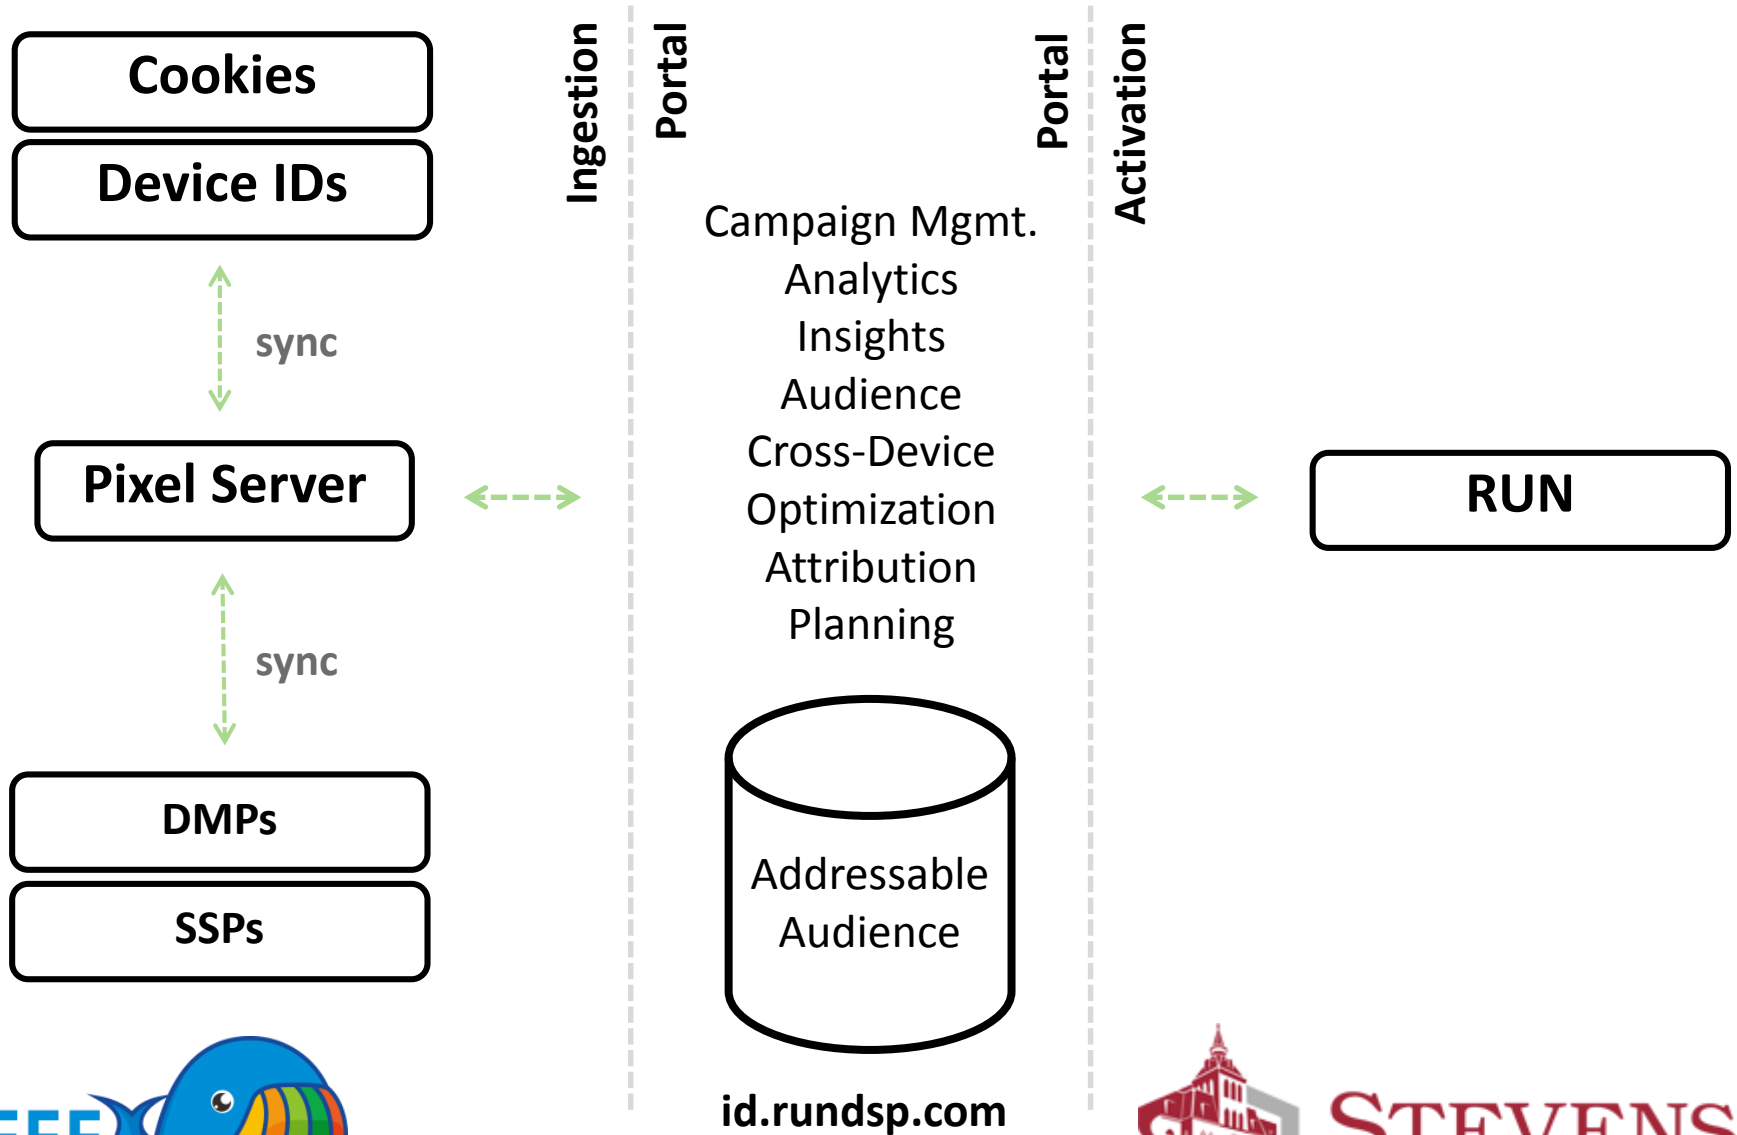 Cookies
Device IDs
sync
Pixel Server
sync
DMPs
SSPs
Ingestion
Portal
Campaign Mgmt.
Analytics
Insights
Audience
Cross-Device
Optimization
Attribution
Planning
Addressable
Audience
id.rundsp.com
Portal
Activation
RUN
STEVENS